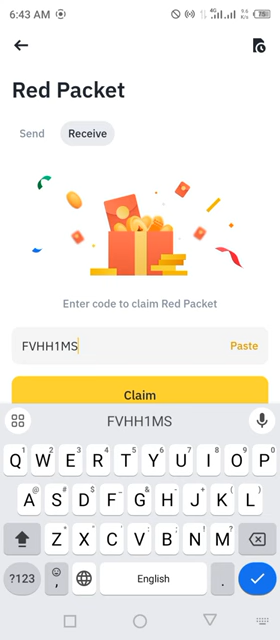 6:43 AM
Red Packet
Send Receive
Enter code to claim Red Packet
FVHH1MS Paste
Claim
FVHH1MS
Q W E R T Y U I O P
A S D F G H J K L
Z X C V B N M
?123 , English .